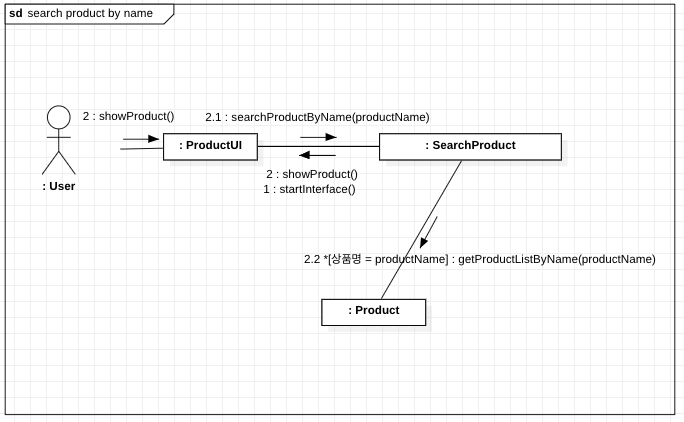 sd search product by name
2 : showProduct()
2.1 : searchProductByName(productName)
: ProductUI
: SearchProduct
2 : showProduct()
: User
1 : startInterface()
2.2 *[상품명 = productName] : getProductListByName(productName)
: Product